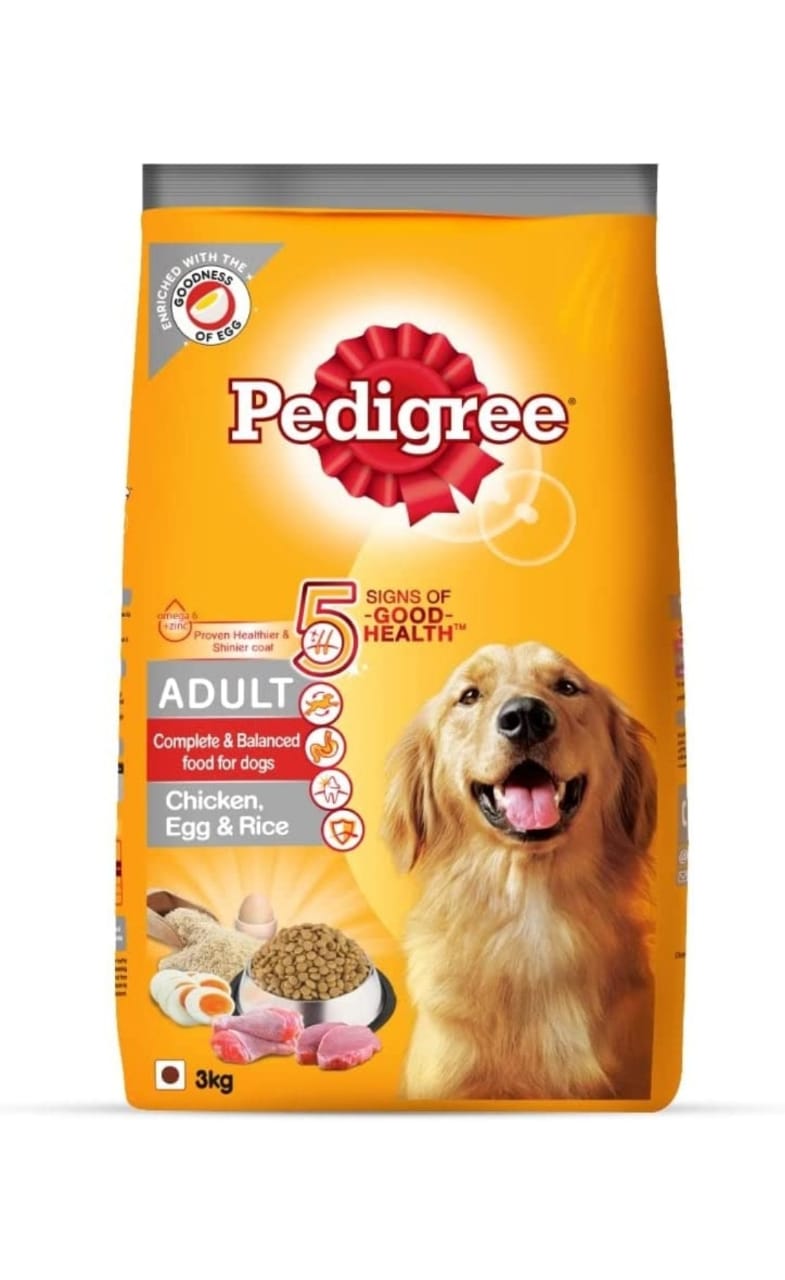 ENRICHED WITH THE
GOODNESS
OF EGG
Pedigree®
omega 6
+zinc
Proven Healthier &
Shinier coat
5
SIGNS OF
-GOOD-
HEALTH™
ADULT
Complete & Balanced
food for dogs
Chicken,
Egg & Rice
3kg